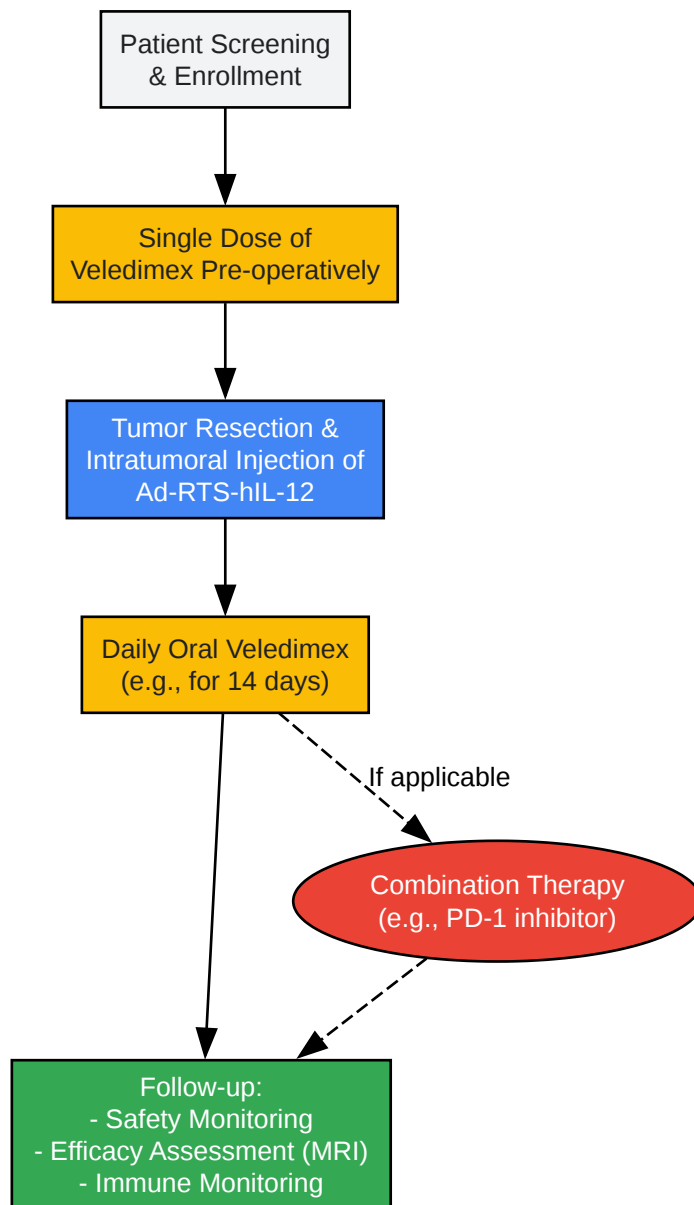 Patient Screening
& Enrollment
Single Dose of
Veledimex Pre-operatively
Tumor Resection &
Intratumoral Injection of
Ad-RTS-hIL-12
Daily Oral Veledimex
(e.g., for 14 days)
If applicable
Combination Therapy
(e.g., PD-1 inhibitor)
Follow-up:
- Safety Monitoring
- Efficacy Assessment (MRI)
- Immune Monitoring